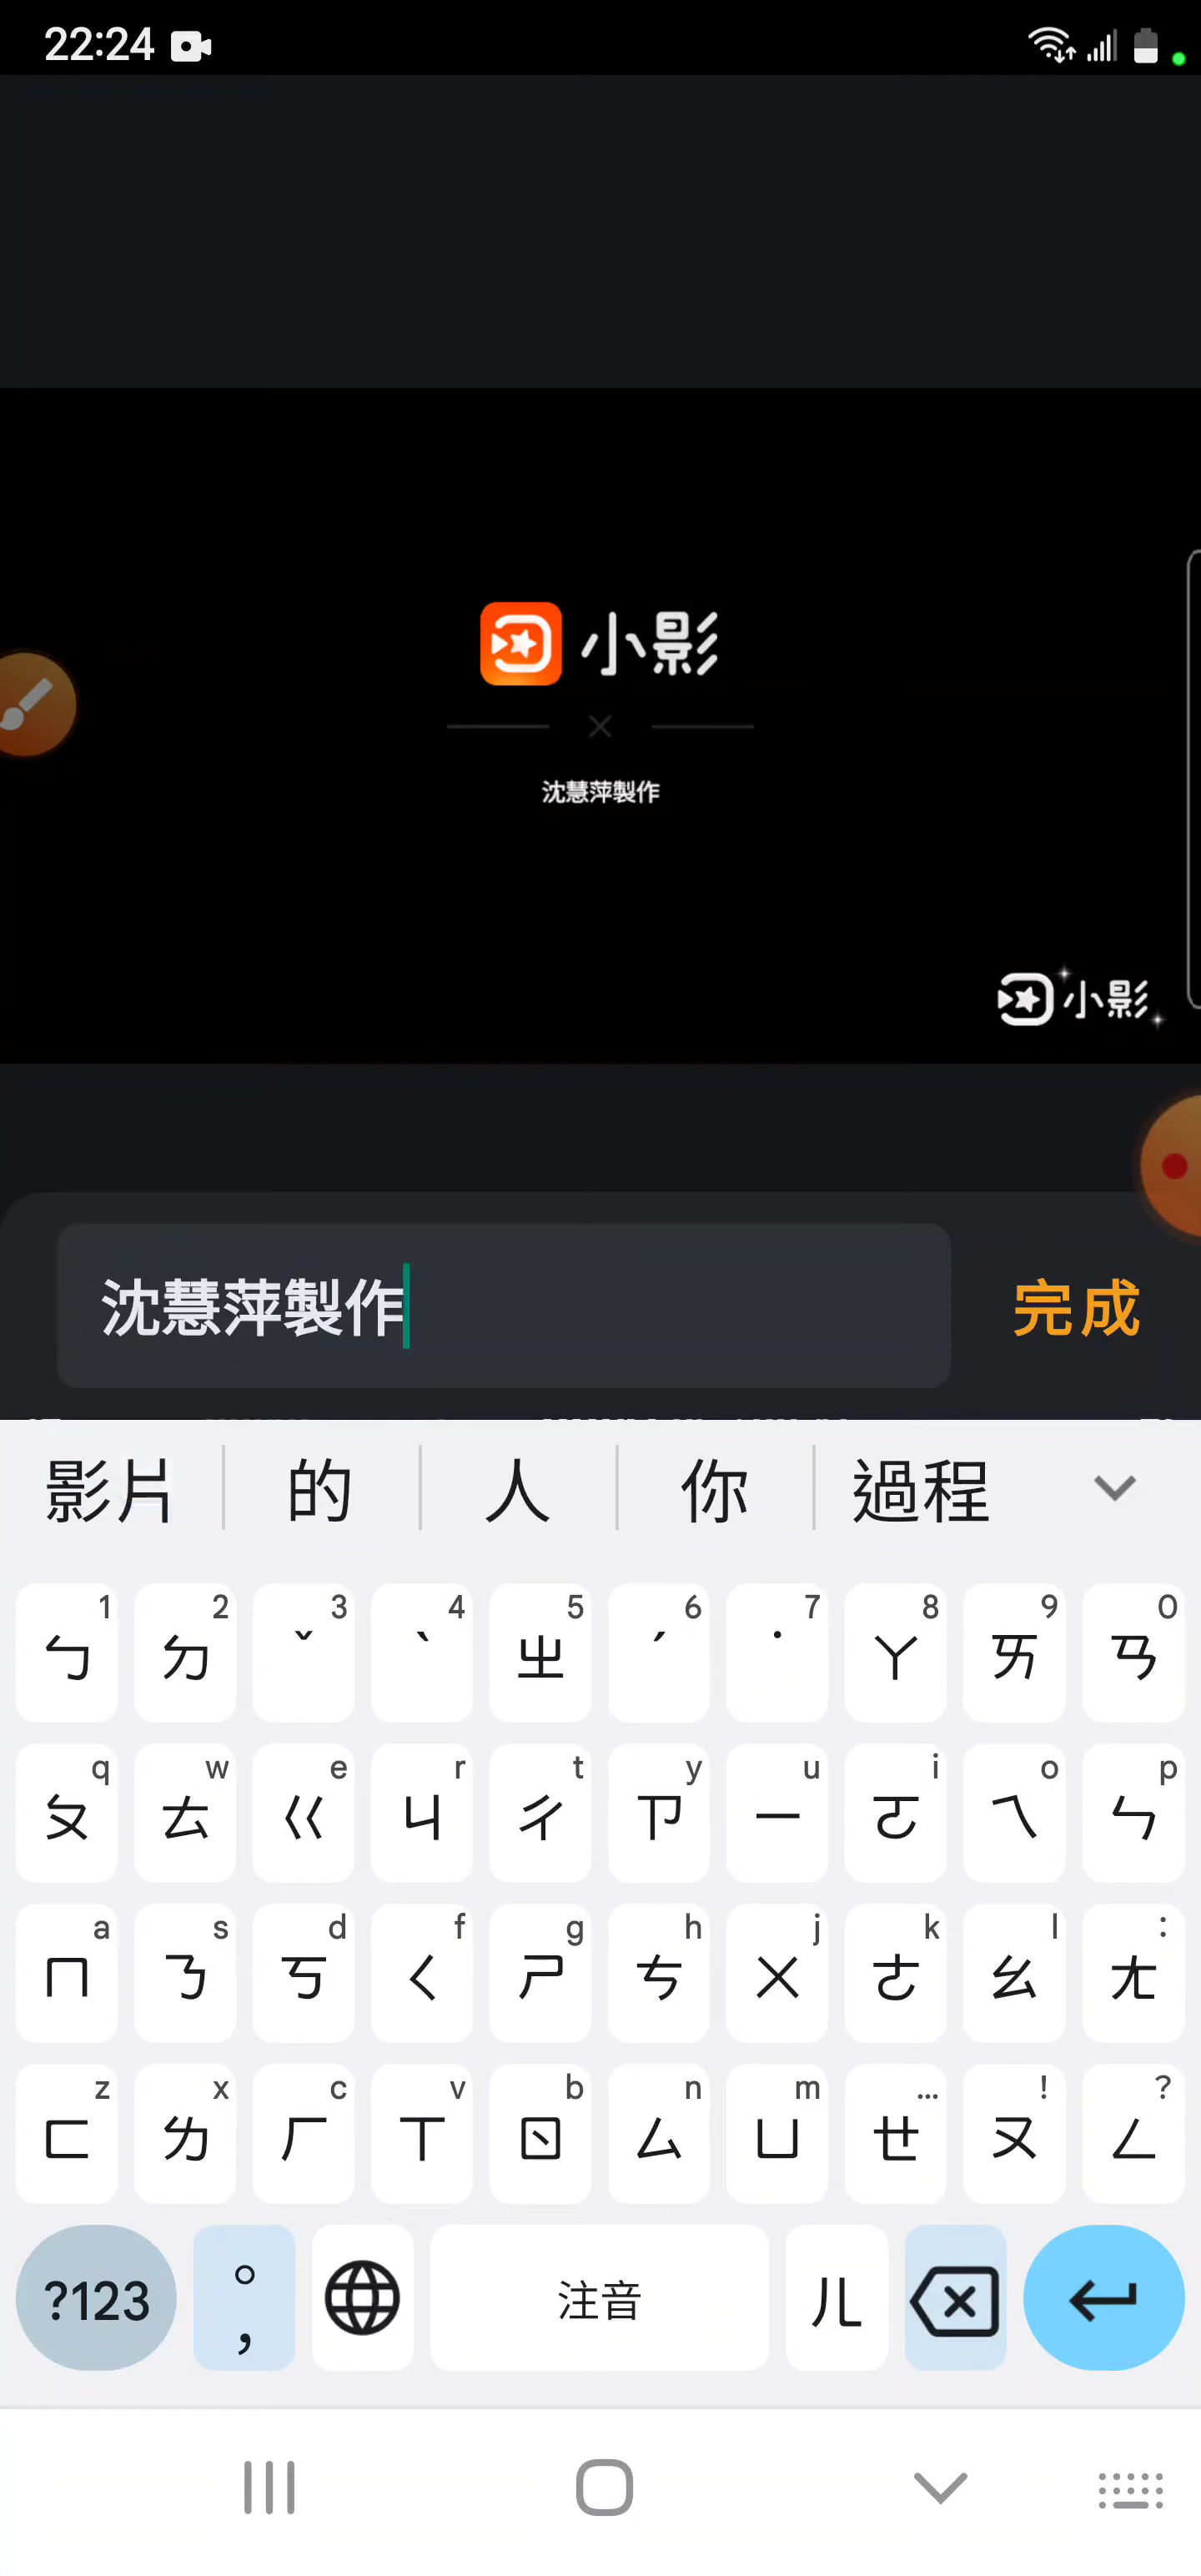 22:24
小影
沈慧萍製作
小影
沈慧萍製作
完成
影片 的 人 你 過程
1 2 3 4 5 6 7 8 9 0
ㄅ ㄉ ˇ ˋ ㄓ ˊ ˙ ㄚ ㄞ ㄢ
q w e r t y u i o p
ㄆ ㄊ ㄍ ㄐ ㄔ ㄗ ㄧ ㄛ ㄟ ㄣ
a s d f g h j k l :
ㄇ ㄋ ㄎ ㄑ ㄕ ㄘ ㄨ ㄜ ㄠ ㄤ
z x c v b n m … ! ?
ㄈ ㄌ ㄏ ㄒ ㄖ ㄙ ㄩ ㄝ ㄡ ㄥ
?123 。 , 注音 ㄦ